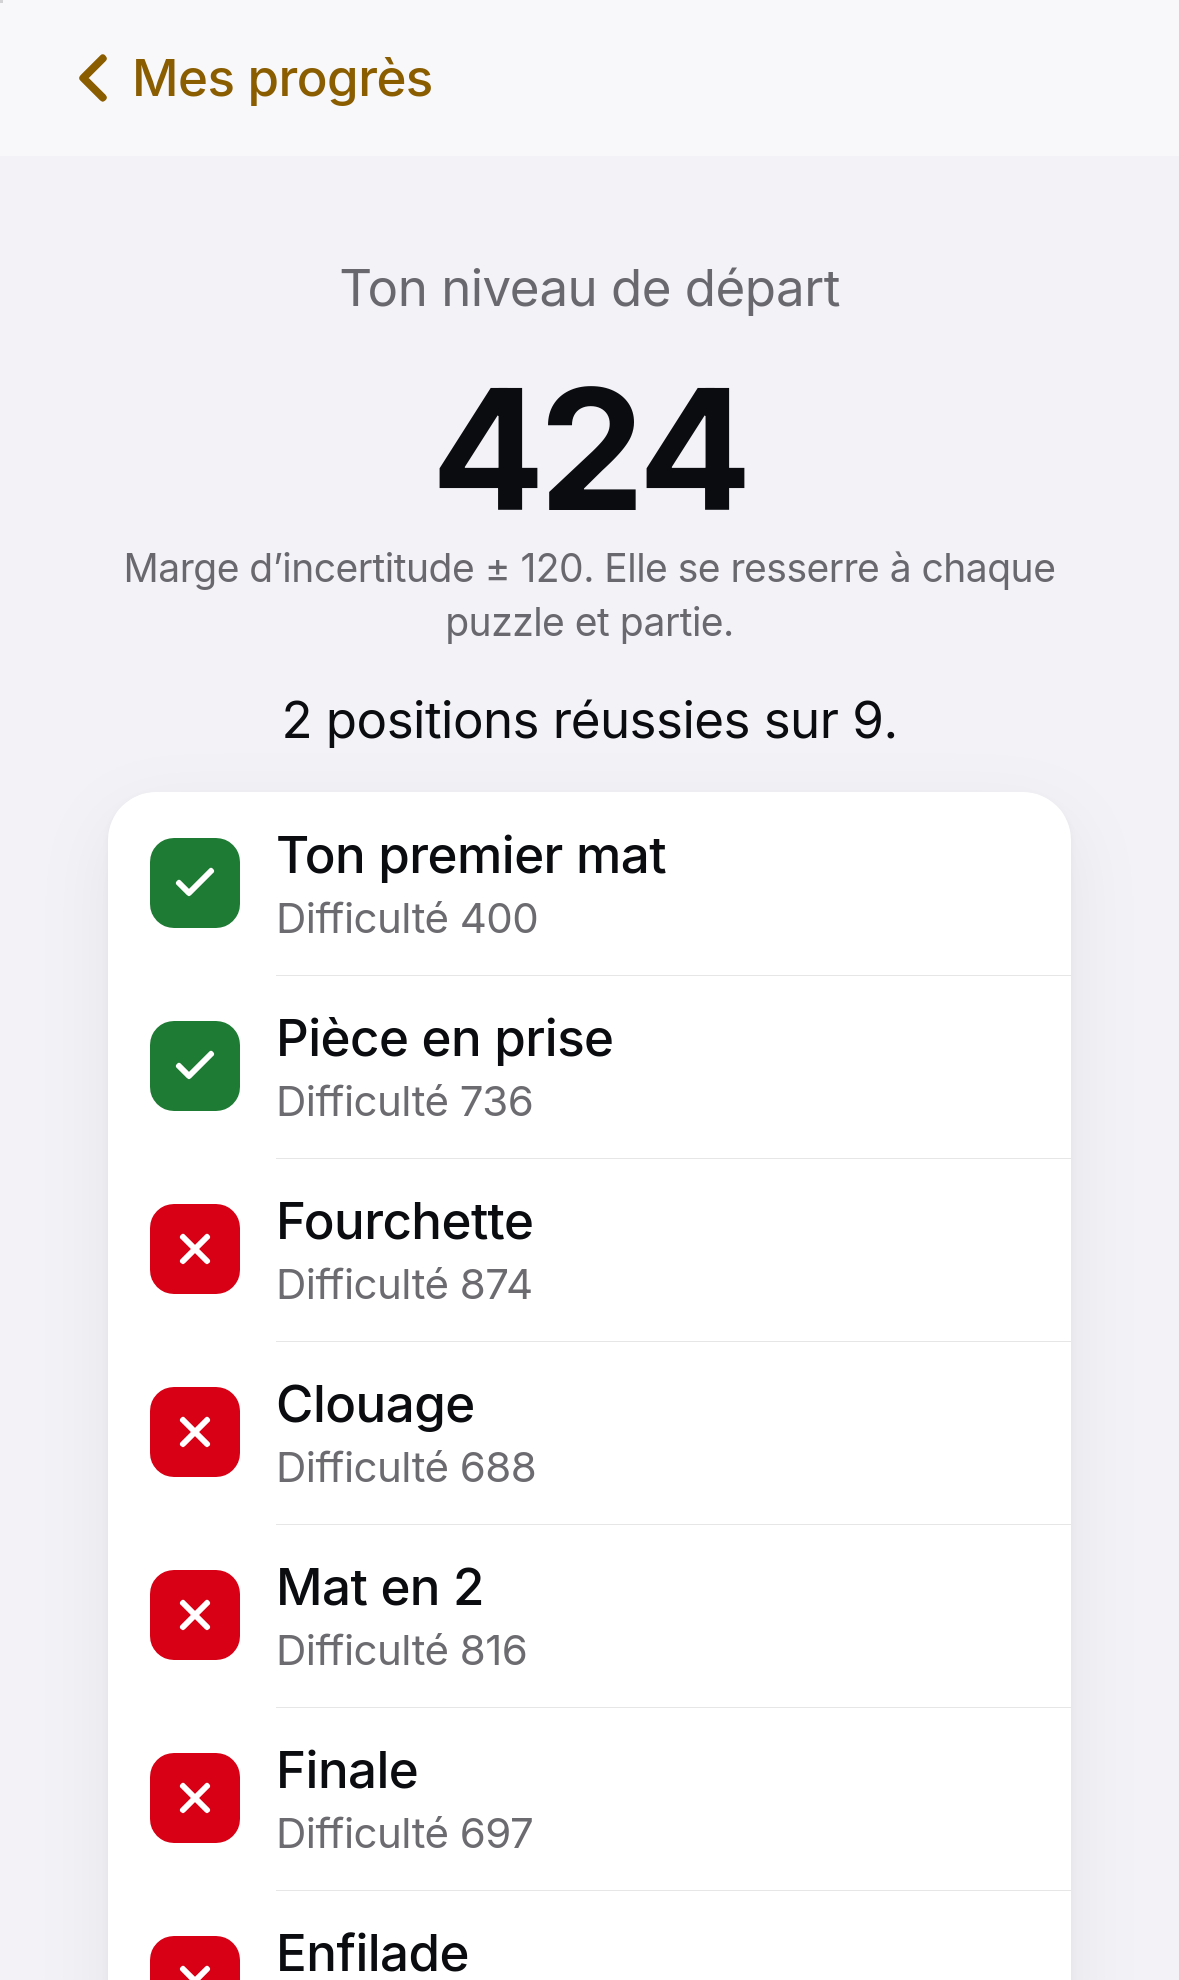 Mes progrès
Ton niveau de départ
424
Marge d’incertitude ± 120. Elle se resserre à chaque
puzzle et partie.
2 positions réussies sur 9.
Ton premier mat
Difficulté 400
Pièce en prise
Difficulté 736
Fourchette
Difficulté 874
Clouage
Difficulté 688
Mat en 2
Difficulté 816
Finale
Difficulté 697
Enfilade